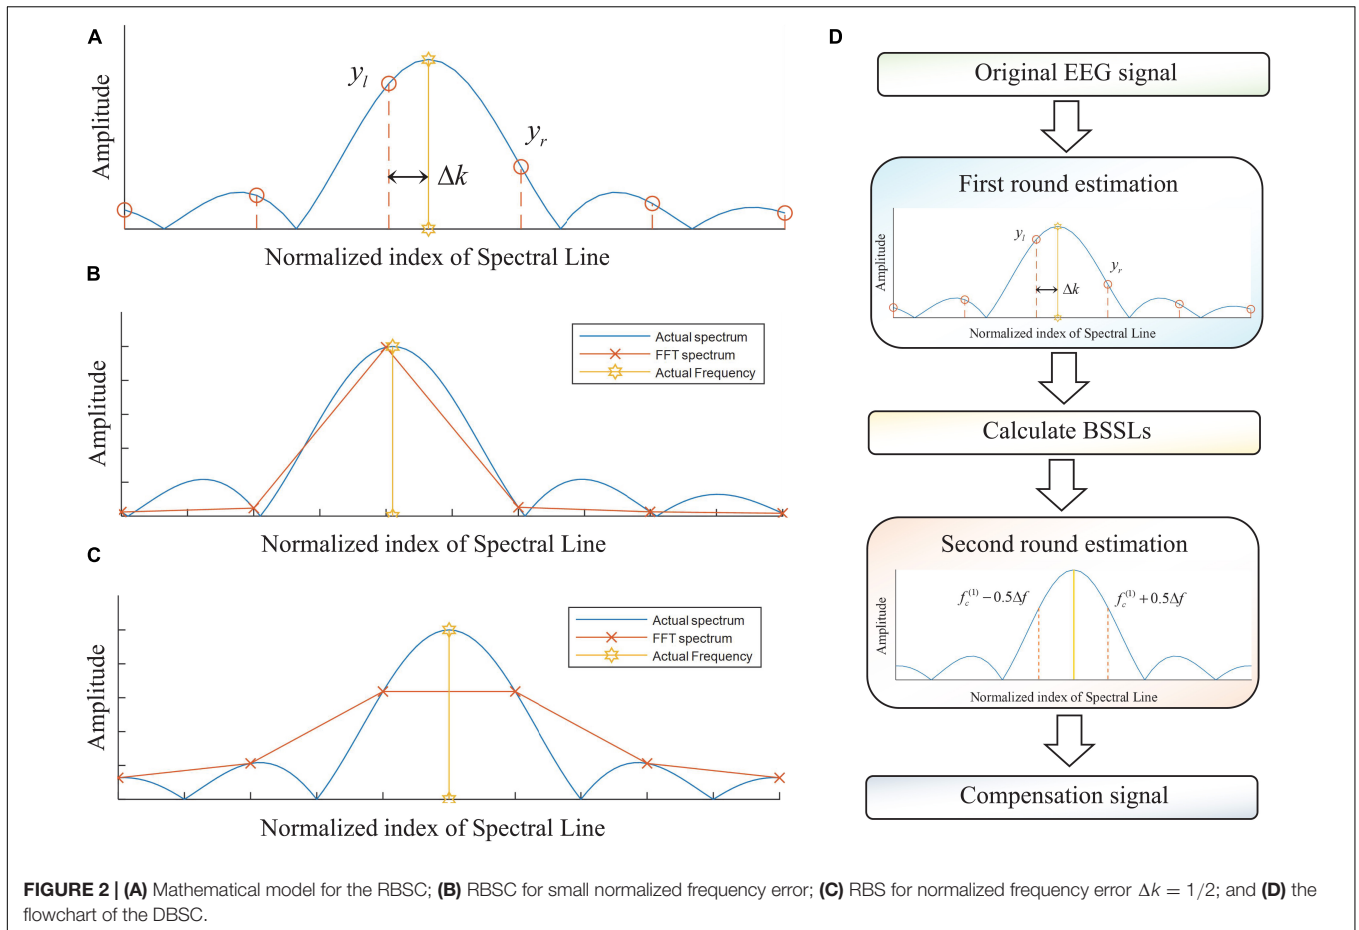 A
Amplitude
y_l
y_r
Δk
Normalized index of Spectral Line
B
Amplitude
Actual spectrum
FFT spectrum
Actual Frequency
Normalized index of Spectral Line
C
Amplitude
Actual spectrum
FFT spectrum
Actual Frequency
Normalized index of Spectral Line
D
Original EEG signal
First round estimation
Amplitude
y_l
y_r
Δk
Normalized index of Spectral Line
Calculate BSSLs
Second round estimation
Amplitude
f_c^(1) − 0.5Δf
f_c^(1) + 0.5Δf
Normalized index of Spectral Line
Compensation signal
FIGURE 2 | (A) Mathematical model for the RBSC; (B) RBSC for small normalized frequency error; (C) RBS for normalized frequency error Δk = 1/2; and (D) the
flowchart of the DBSC.